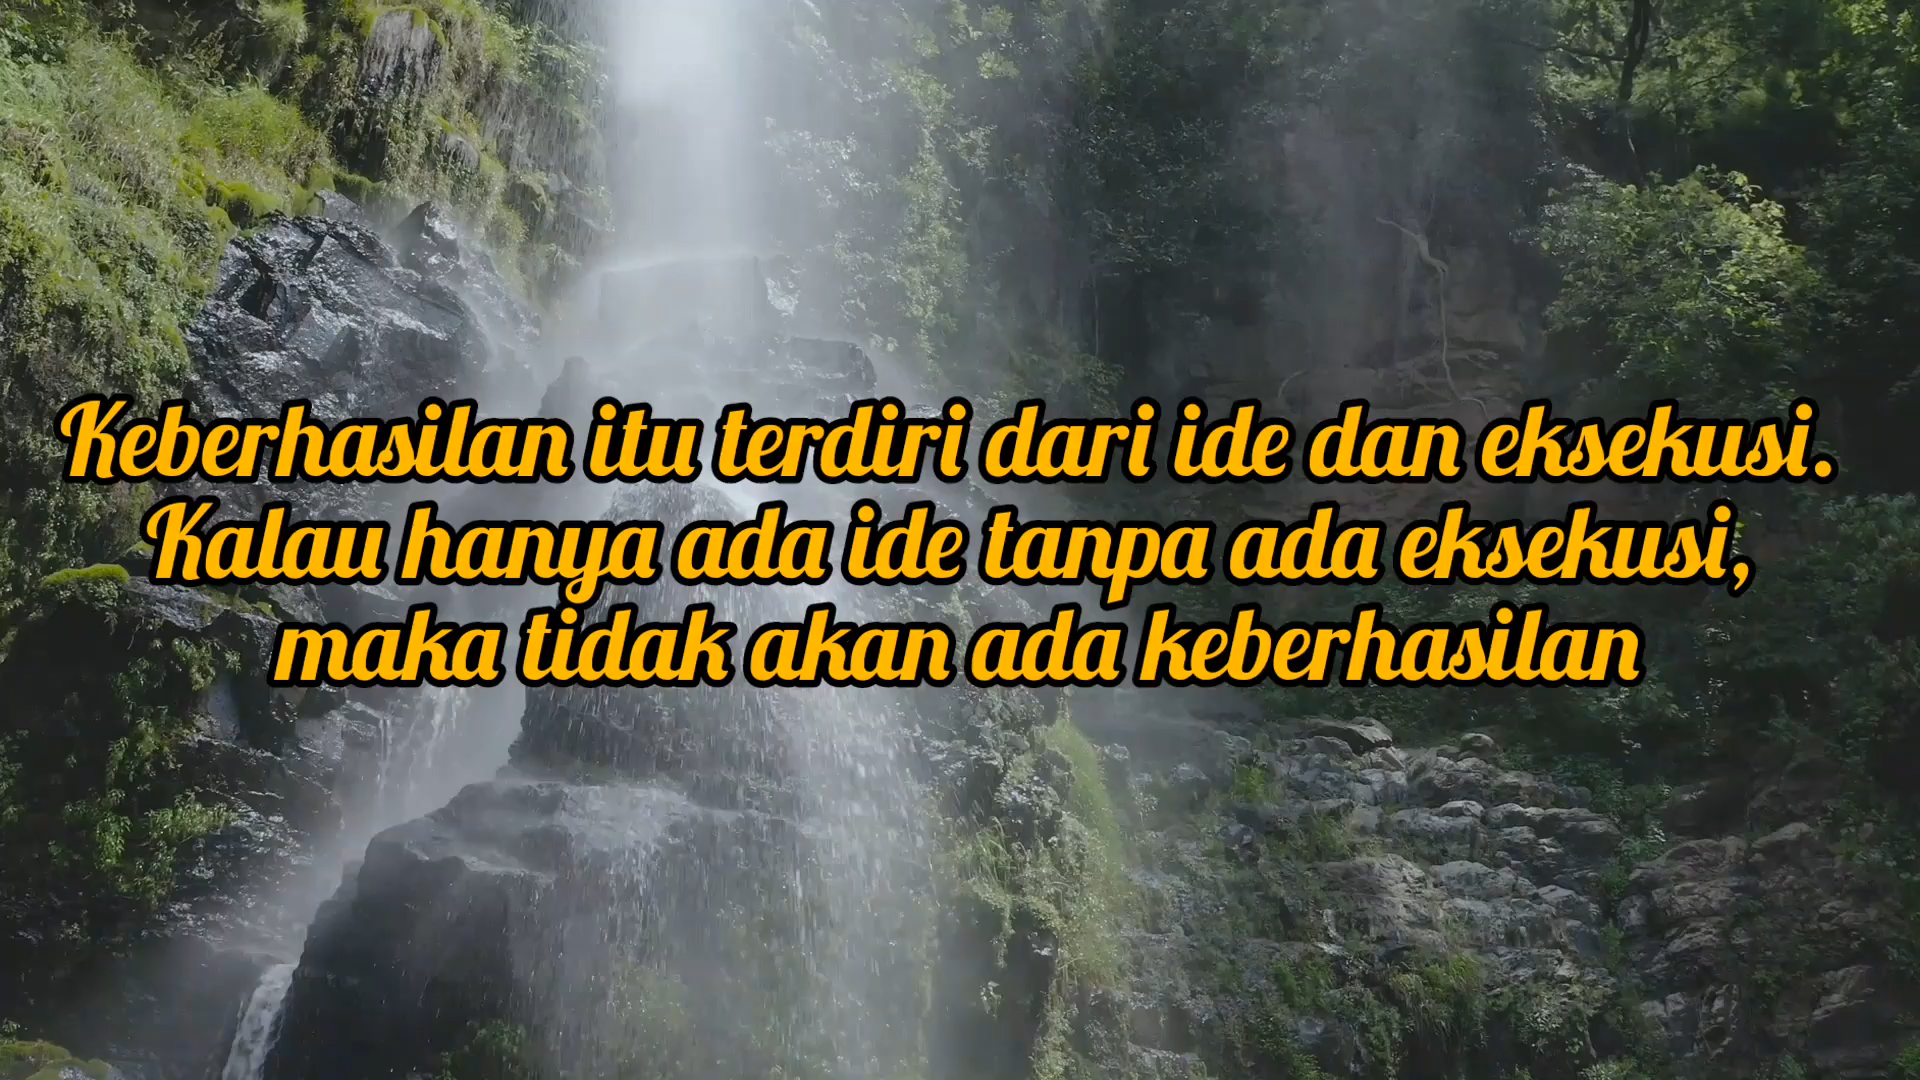 Keberhasilan itu terdiri dari ide dan eksekusi.
Kalau hanya ada ide tanpa ada eksekusi,
maka tidak akan ada keberhasilan